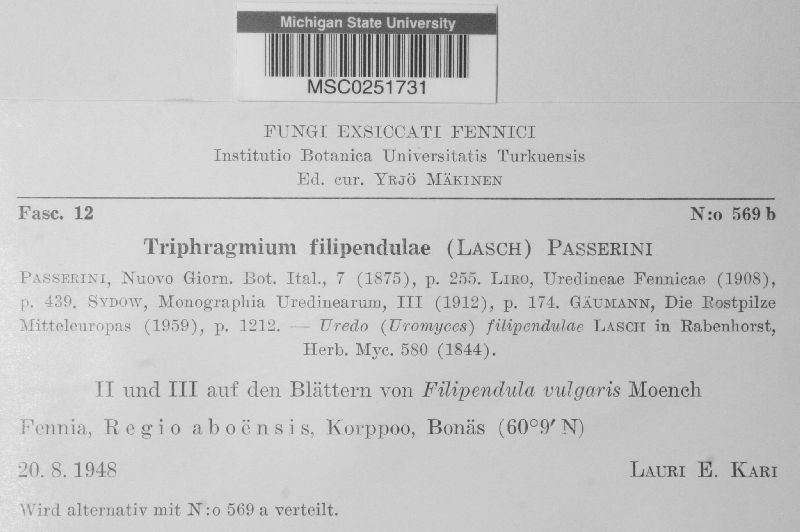 Michigan State University
MSC0251731
FUNGI EXSICCATI FENNICI
Institutio Botanica Universitatis Turkuensis
Ed. cur. YRJÖ MÄKINEN
Fasc. 12 N:o 569 b
Triphragmium filipendulae (LASCH) PASSERINI
PASSERINI, Nuovo Giorn. Bot. Ital., 7 (1875), p. 255. LIRO, Uredineae Fennicae (1908),
p. 439. SYDOW, Monographia Uredinearum, III (1912), p. 174. GÄUMANN, Die Rostpilze
Mitteleuropas (1959), p. 1212. — Uredo (Uromyces) filipendulae LASCH in Rabenhorst,
Herb. Myc. 580 (1844).
II und III auf den Blättern von Filipendula vulgaris Moench
Fennia, Regio aboënsis, Korppoo, Bonäs (60°9′ N)
20. 8. 1948 LAURI E. KARI
Wird alternativ mit N:o 569 a verteilt.